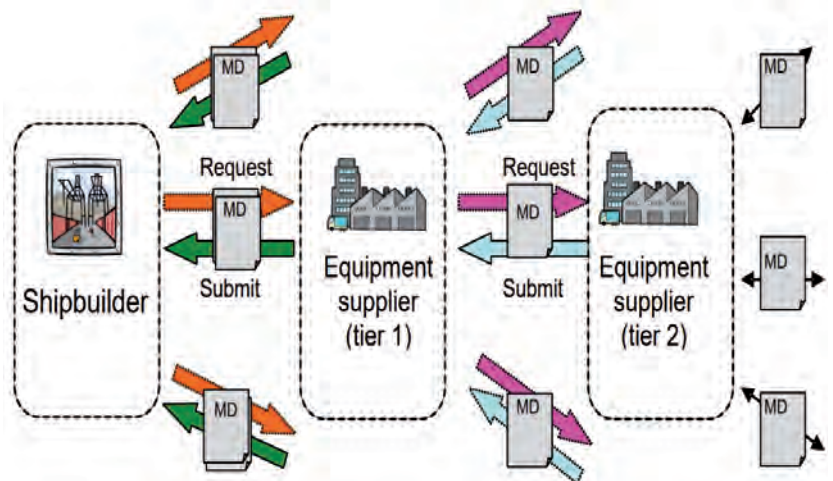 MD
MD
MD
Request
Request
MD
MD
MD
Shipbuilder
Submit
Equipment
supplier
(tier 1)
Submit
Equipment
supplier
(tier 2)
MD
MD
MD